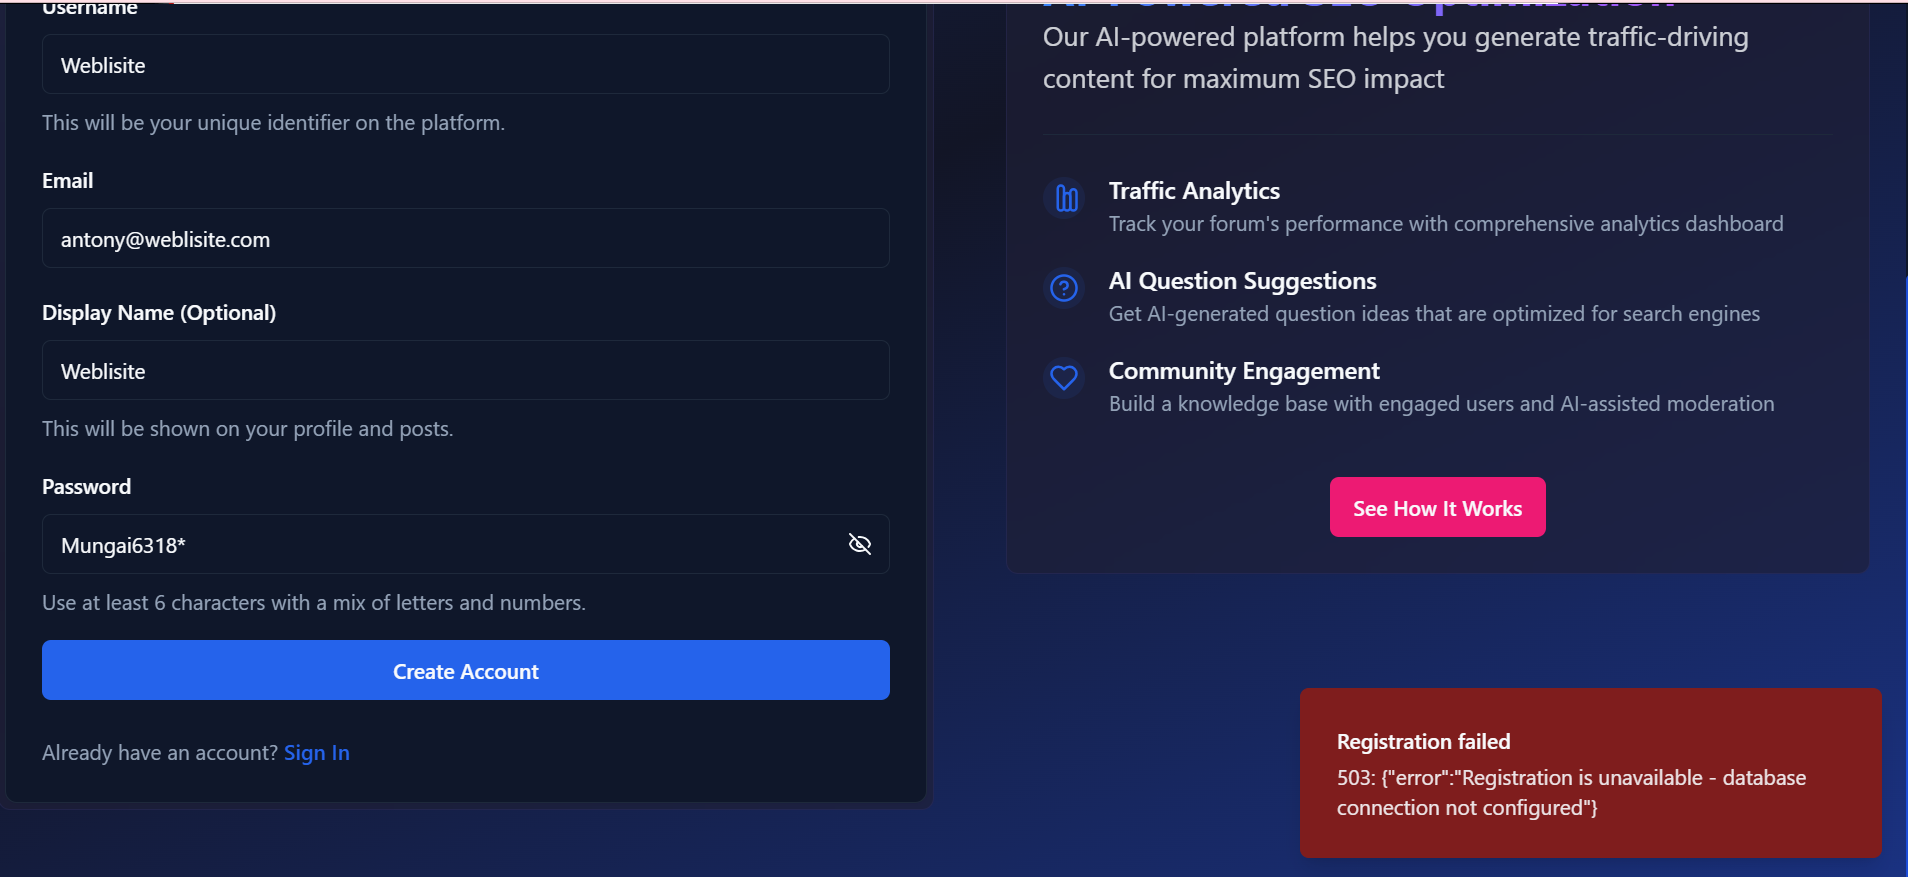 Username
Weblisite
This will be your unique identifier on the platform.
Email
antony@weblisite.com
Display Name (Optional)
Weblisite
This will be shown on your profile and posts.
Password
Mungai6318*
Use at least 6 characters with a mix of letters and numbers.
Create Account
Already have an account? Sign In
AI-Powered SEO Optimization
Our AI-powered platform helps you generate traffic-driving
content for maximum SEO impact
Traffic Analytics
Track your forum's performance with comprehensive analytics dashboard
AI Question Suggestions
Get AI-generated question ideas that are optimized for search engines
Community Engagement
Build a knowledge base with engaged users and AI-assisted moderation
See How It Works
Registration failed
503: {"error":"Registration is unavailable - database
connection not configured"}